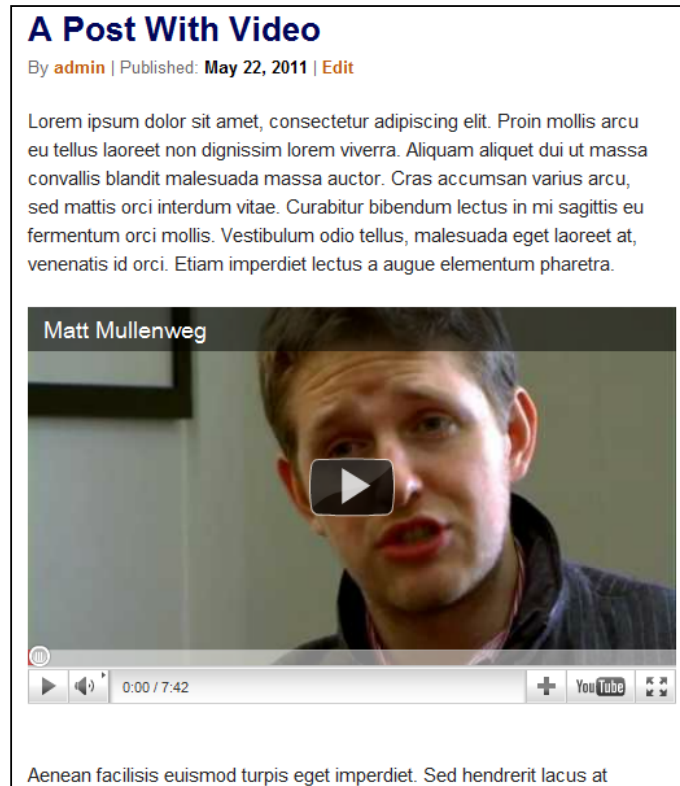 A Post With Video
By admin | Published: May 22, 2011 | Edit
Lorem ipsum dolor sit amet, consectetur adipiscing elit. Proin mollis arcu
eu tellus laoreet non dignissim lorem viverra. Aliquam aliquet dui ut massa
convallis blandit malesuada massa auctor. Cras accumsan varius arcu,
sed mattis orci interdum vitae. Curabitur bibendum lectus in mi sagittis eu
fermentum orci mollis. Vestibulum odio tellus, malesuada eget laoreet at,
venenatis id orci. Etiam imperdiet lectus a augue elementum pharetra.
Matt Mullenweg
0:00 / 7:42
YouTube
Aenean facilisis euismod turpis eget imperdiet. Sed hendrerit lacus at